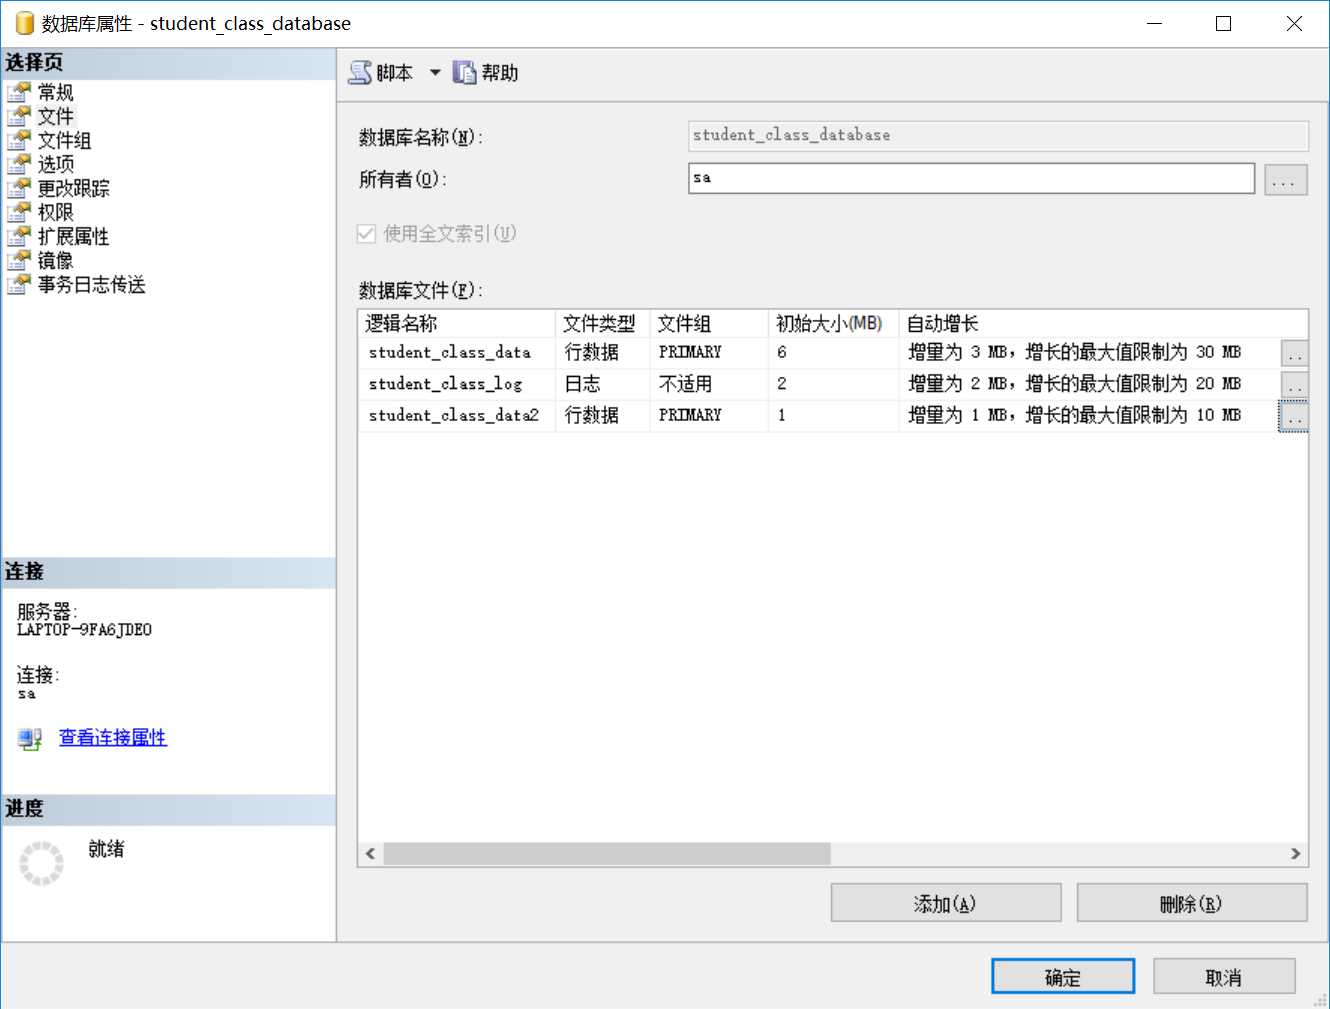 数据库属性 - student_class_database
选择页
常规
文件
文件组
选项
更改跟踪
权限
扩展属性
镜像
事务日志传送
连接
服务器:
LAPTOP-9FA6JDEO
连接:
sa
查看连接属性
进度
就绪
脚本 帮助
数据库名称(N): student_class_database
所有者(O): sa ...
使用全文索引(U)
数据库文件(F):
逻辑名称 文件类型 文件组 初始大小(MB) 自动增长
student_class_data 行数据 PRIMARY 6 增量为 3 MB，增长的最大值限制为 30 MB ..
student_class_log 日志 不适用 2 增量为 2 MB，增长的最大值限制为 20 MB ..
student_class_data2 行数据 PRIMARY 1 增量为 1 MB，增长的最大值限制为 10 MB ..
添加(A) 删除(R)
确定 取消